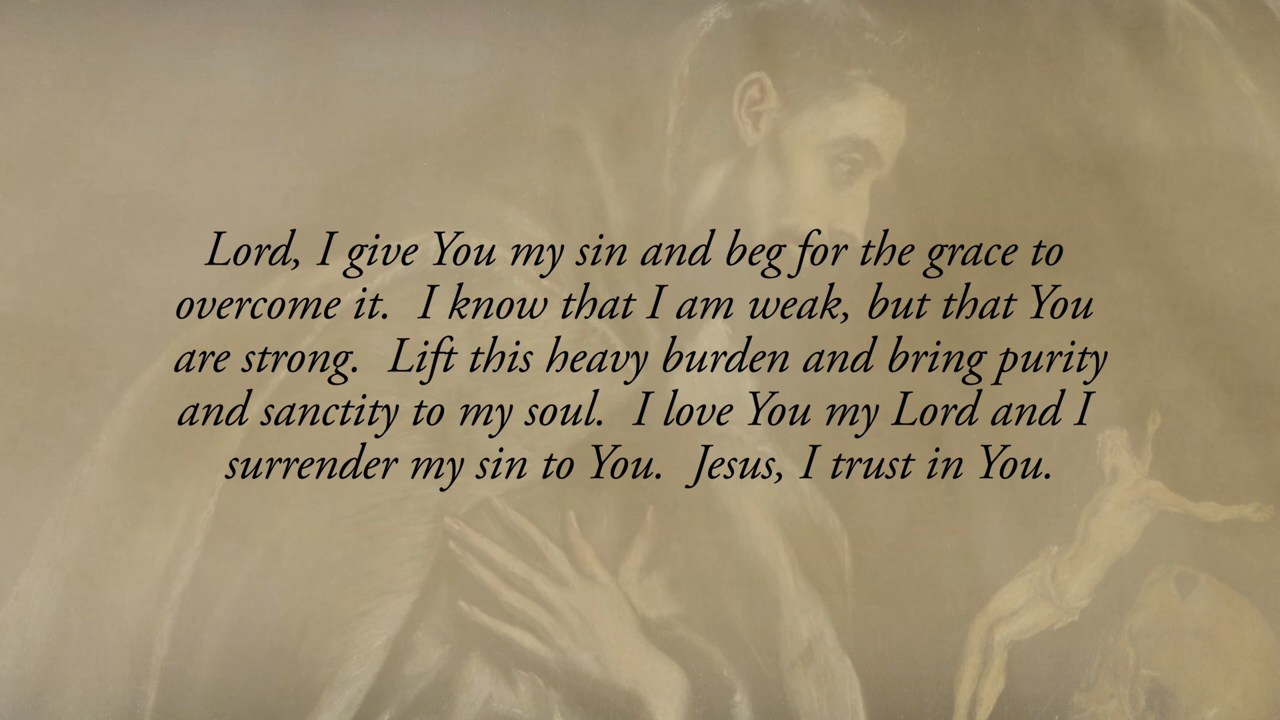 Lord, I give You my sin and beg for the grace to
overcome it.  I know that I am weak, but that You
are strong.  Lift this heavy burden and bring purity
and sanctity to my soul.  I love You my Lord and I
surrender my sin to You.  Jesus, I trust in You.